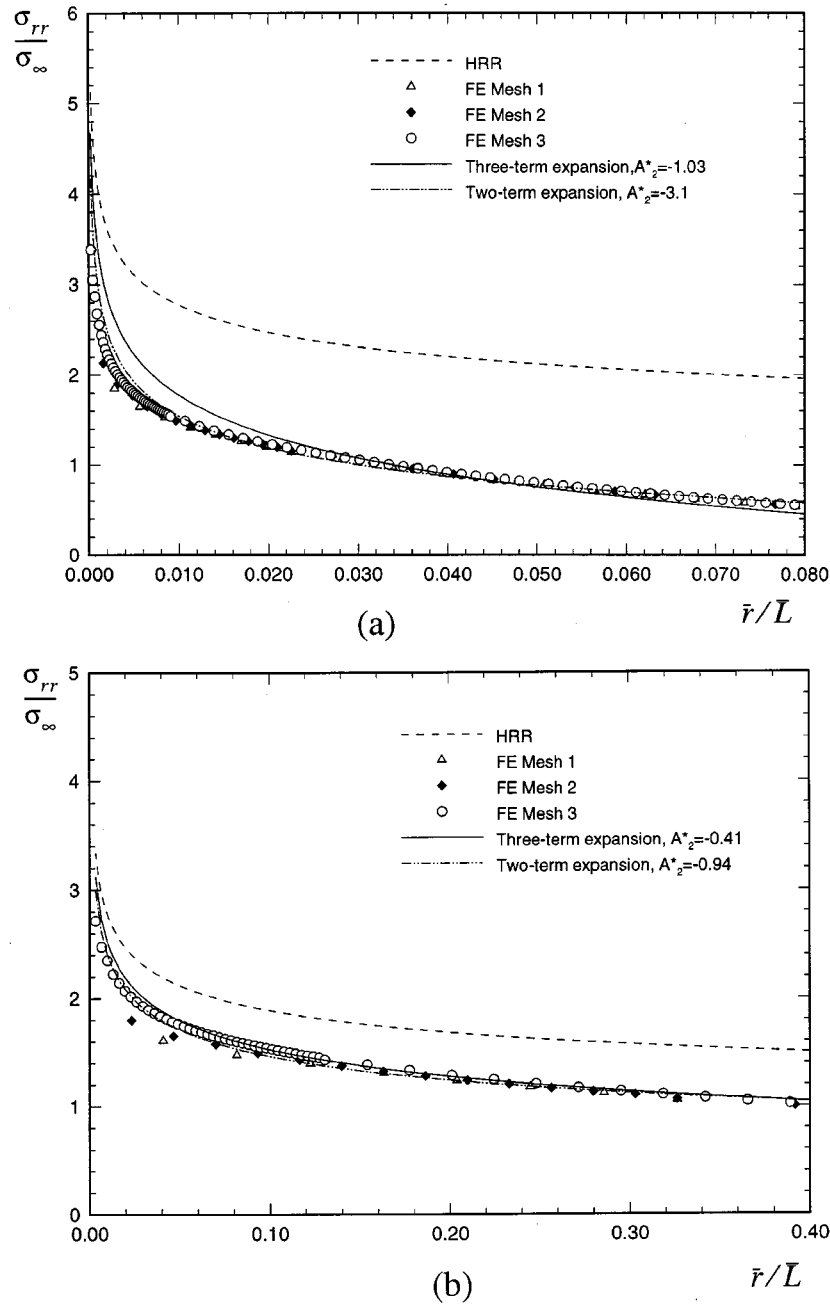 σrr
σ∞
6
5
4
3
2
1
0
HRR
FE Mesh 1
FE Mesh 2
FE Mesh 3
Three-term expansion,A*2=-1.03
Two-term expansion, A*2=-3.1
0.000 0.010 0.020 0.030 0.040 0.050 0.060 0.070 0.080
r̄/L̄
(a)
σrr
σ∞
5
4
3
2
1
0
HRR
FE Mesh 1
FE Mesh 2
FE Mesh 3
Three-term expansion, A*2=-0.41
Two-term expansion, A*2=-0.94
0.00 0.10 0.20 0.30 0.40
r̄/L̄
(b)